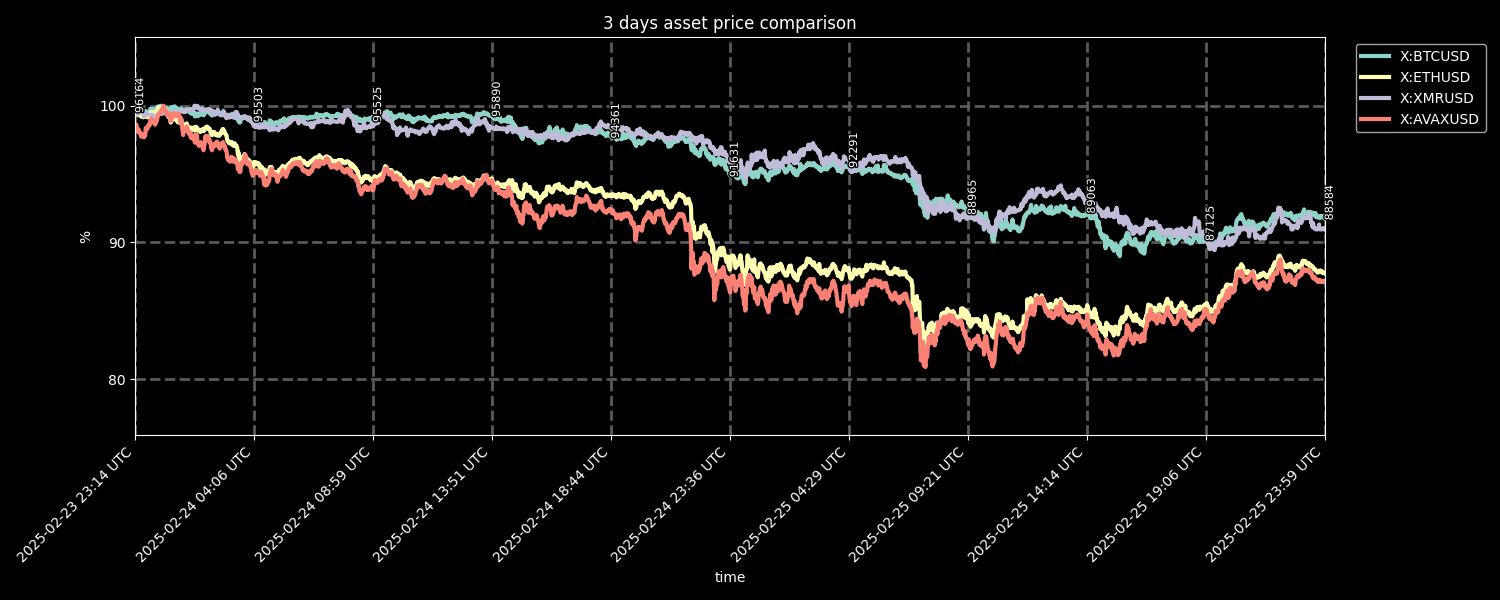 3 days asset price comparison
X:BTCUSD
X:ETHUSD
X:XMRUSD
X:AVAXUSD
%
100
90
80
96164
95503
95525
95890
94361
91631
92291
88965
89063
87125
88584
2025-02-23 23:14 UTC
2025-02-24 04:06 UTC
2025-02-24 08:59 UTC
2025-02-24 13:51 UTC
2025-02-24 18:44 UTC
2025-02-24 23:36 UTC
2025-02-25 04:29 UTC
2025-02-25 09:21 UTC
2025-02-25 14:14 UTC
2025-02-25 19:06 UTC
2025-02-25 23:59 UTC
time